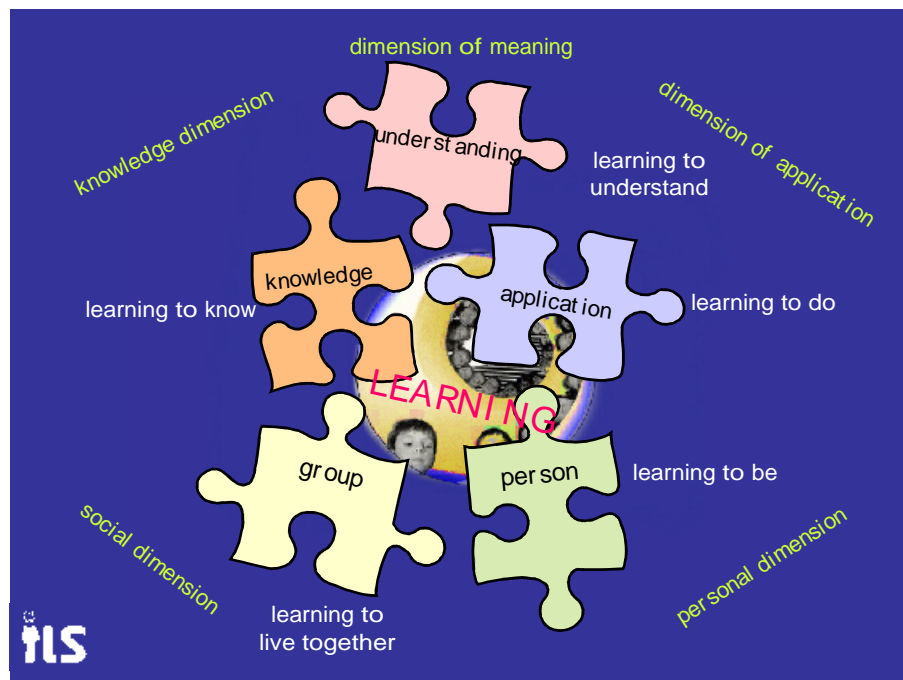 dimension of meaning
knowledge dimension
dimension of application
understanding
learning to
understand
knowledge
application
learning to know
learning to do
LEARNING
group
person
learning to be
social dimension
personal dimension
learning to
live together
ILS